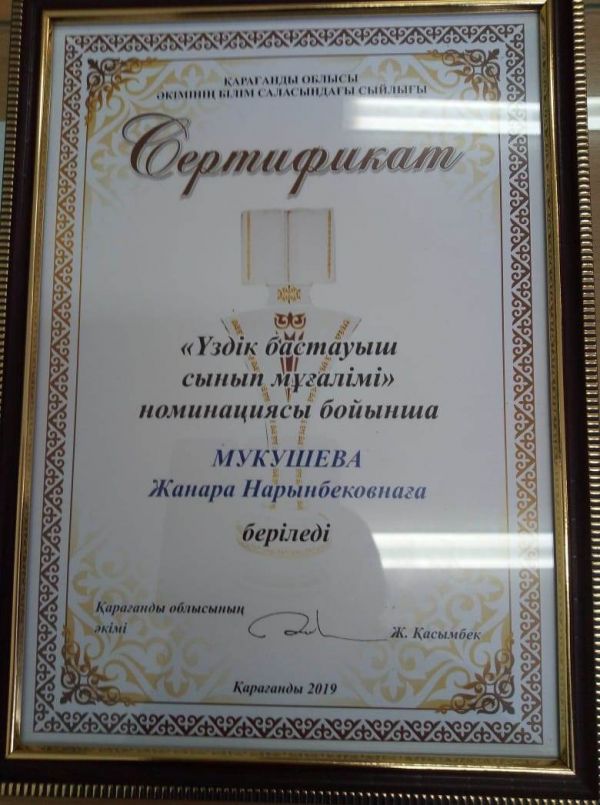 ҚАРАҒАНДЫ ОБЛЫСЫ
ӘКІМІНІҢ БІЛІМ САЛАСЫНДАҒЫ СЫЙЛЫҒЫ
Сертификат
«Үздік бастауыш
сынып мұғалімі»
номинациясы бойынша
МУКУШЕВА
Жанара Нарынбековнаға
беріледі
Қарағанды облысының
әкімі
Ж. Қасымбек
Қарағанды 2019